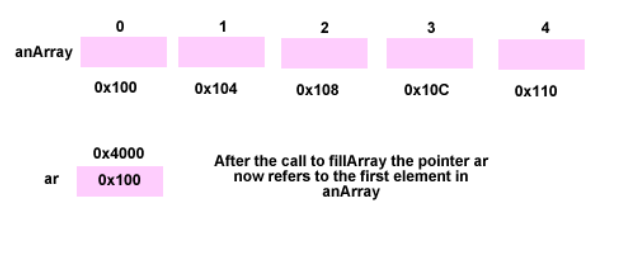 0 1 2 3 4
anArray
0x100 0x104 0x108 0x10C 0x110
0x4000
ar 0x100
After the call to fillArray the pointer ar
now refers to the first element in
anArray